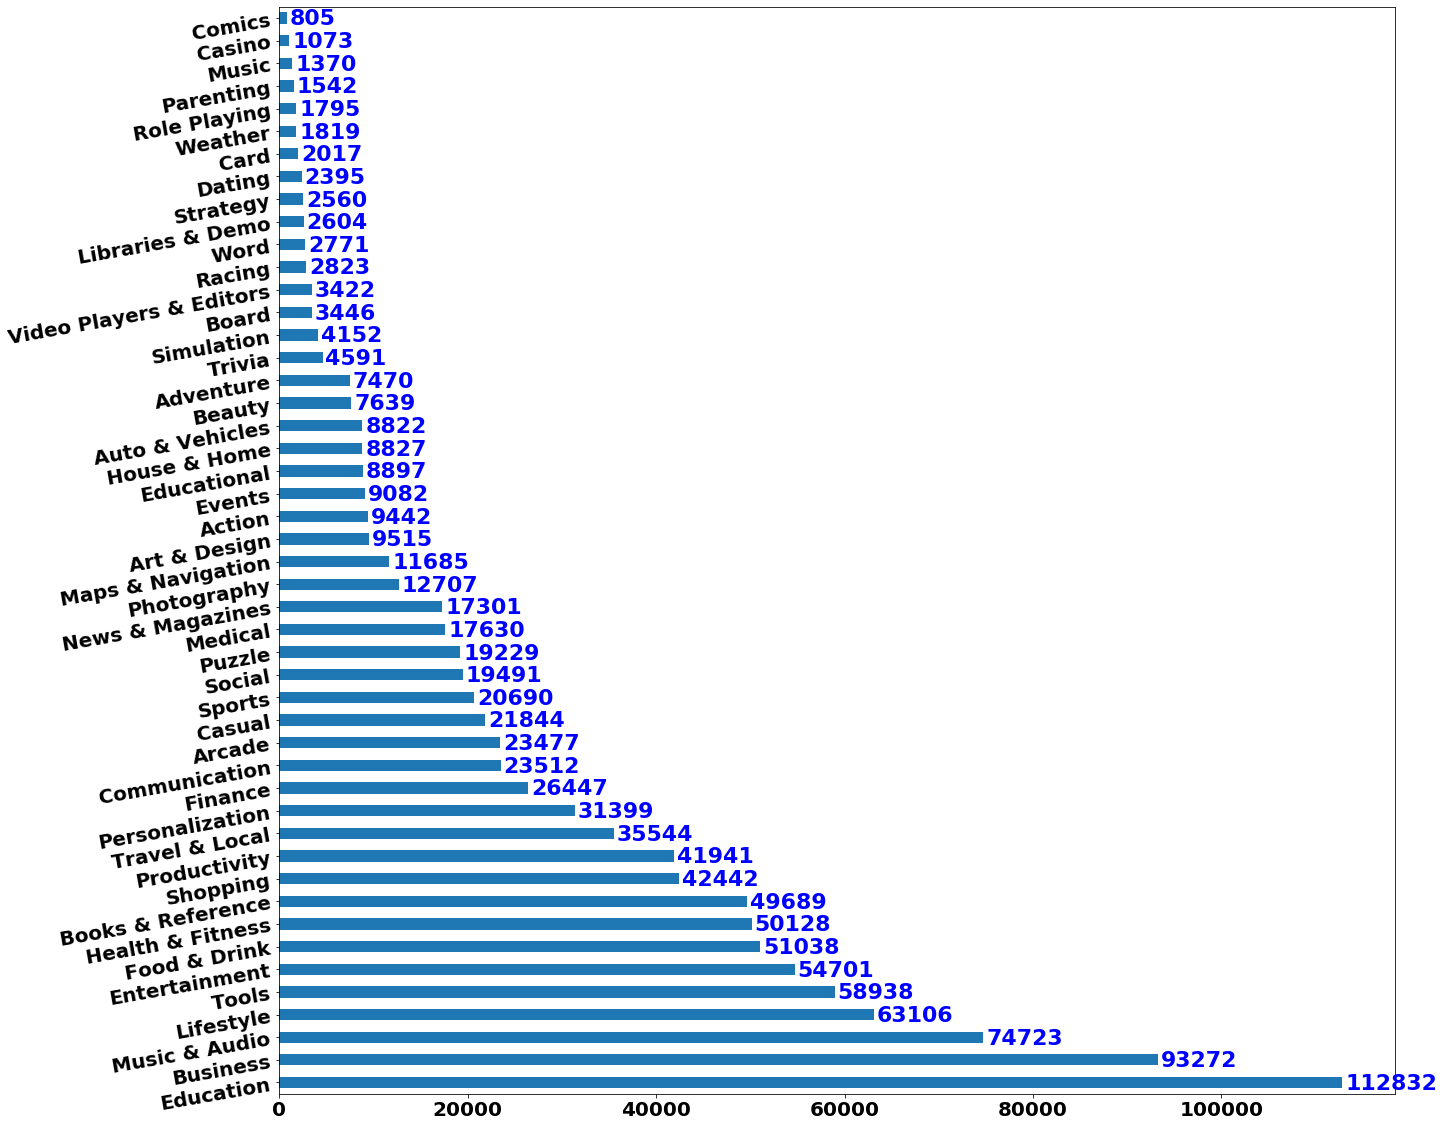 Comics 805
Casino 1073
Music 1370
Parenting 1542
Role Playing 1795
Weather 1819
Card 2017
Dating 2395
Strategy 2560
Libraries & Demo 2604
Word 2771
Racing 2823
Video Players & Editors 3422
Board 3446
Simulation 4152
Trivia 4591
Adventure 7470
Beauty 7639
Auto & Vehicles 8822
House & Home 8827
Educational 8897
Events 9082
Action 9442
Art & Design 9515
Maps & Navigation 11685
Photography 12707
News & Magazines 17301
Medical 17630
Puzzle 19229
Social 19491
Sports 20690
Casual 21844
Arcade 23477
Communication 23512
Finance 26447
Personalization 31399
Travel & Local 35544
Productivity 41941
Shopping 42442
Books & Reference 49689
Health & Fitness 50128
Food & Drink 51038
Entertainment 54701
Tools 58938
Lifestyle 63106
Music & Audio 74723
Business 93272
Education 112832
0 20000 40000 60000 80000 100000